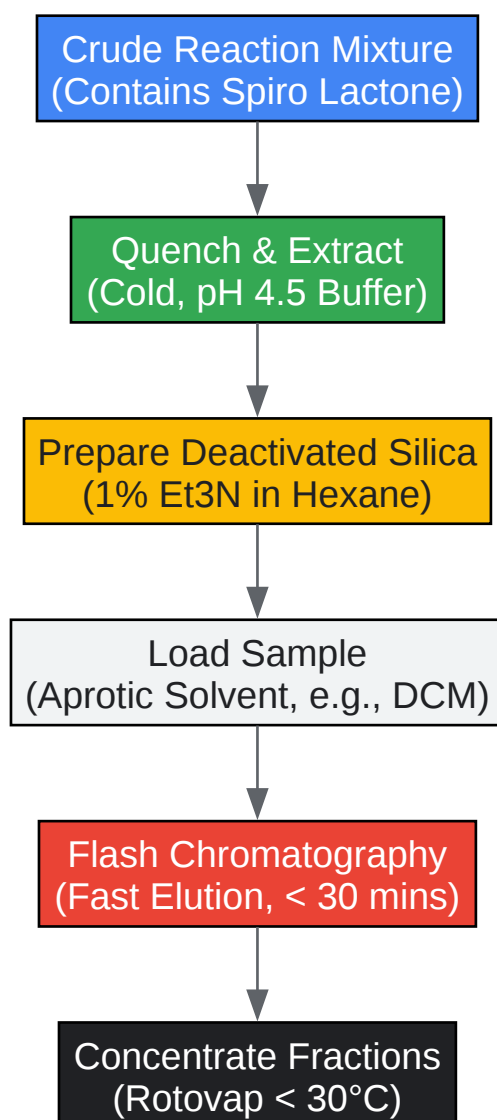 Crude Reaction Mixture
(Contains Spiro Lactone)
Quench & Extract
(Cold, pH 4.5 Buffer)
Prepare Deactivated Silica
(1% Et3N in Hexane)
Load Sample
(Aprotic Solvent, e.g., DCM)
Flash Chromatography
(Fast Elution, < 30 mins)
Concentrate Fractions
(Rotovap < 30°C)